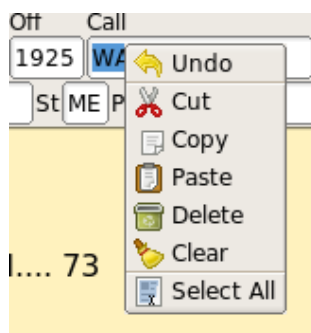 Off Call
1925 WA Undo
St ME P Cut
Copy
Paste
Delete
.... 73 Clear
Select All